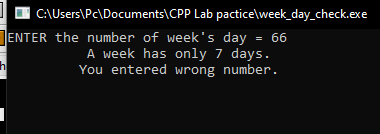 C:\Users\Pc\Documents\CPP Lab pactice\week_day_check.exe
ENTER the number of week's day = 66
A week has only 7 days.
You entered wrong number.